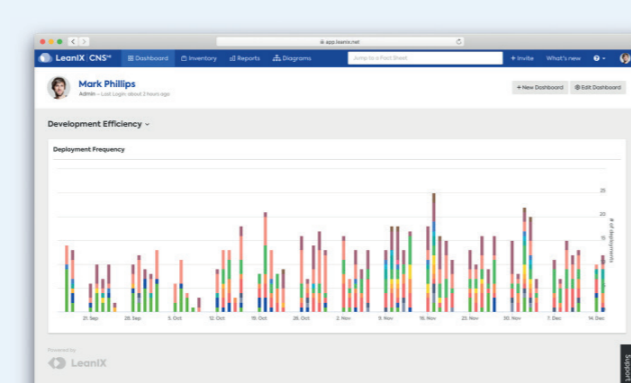 app.leanix.net
LeanIX CNS Dashboard Inventory Reports Diagrams Jump to a Fact Sheet + Invite What's new
Mark Phillips
Admin – Last Login: about 2 hours ago
+ New Dashboard Edit Dashboard
Development Efficiency
Deployment Frequency
25
20
15
# of deployments
21. Sep 28. Sep 5. Oct 12. Oct 19. Oct 26. Oct 2. Nov 9. Nov 16. Nov 23. Nov 30. Nov 7. Dec 14. Dec
Powered by
LeanIX
Support